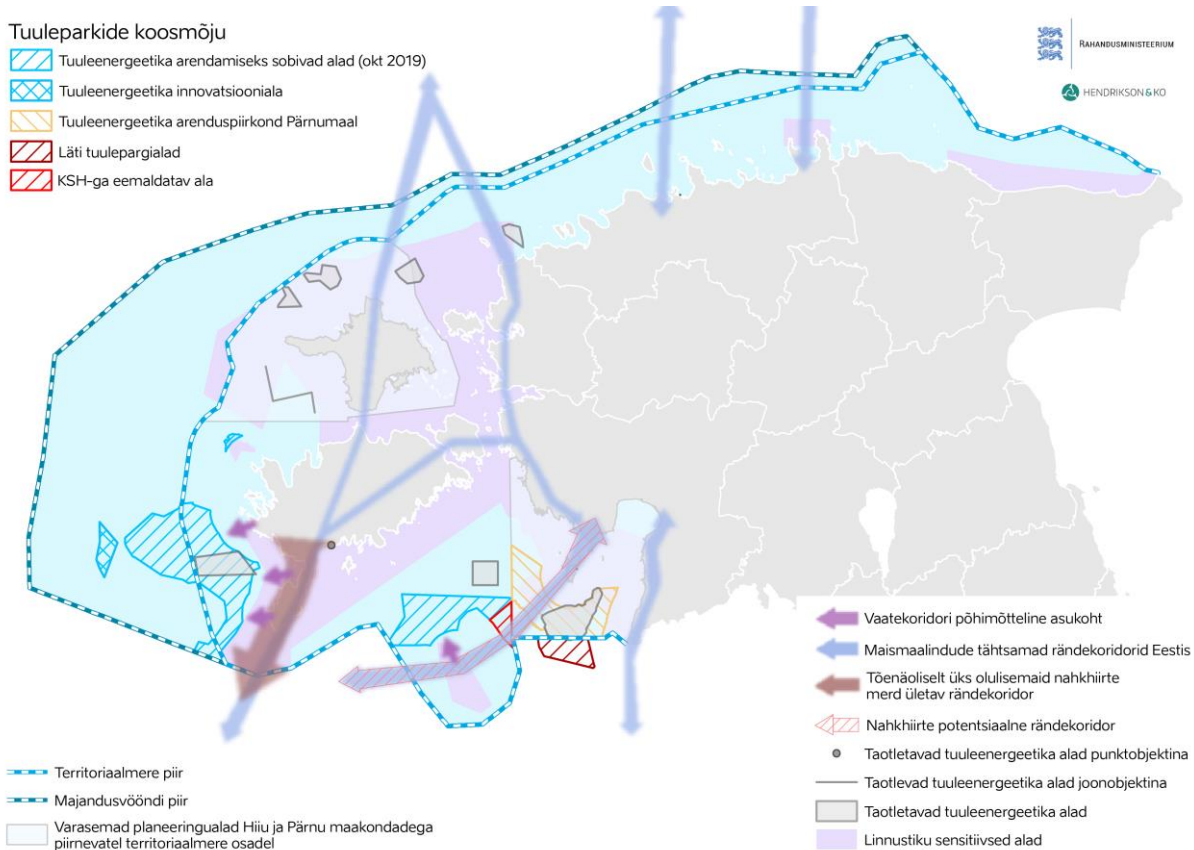 Tuuleparkide koosmõju
Tuuleenergeetika arendamiseks sobivad alad (okt 2019)
Tuuleenergeetika innovatsiooniala
Tuuleenergeetika arenduspiirkond Pärnumaal
Läti tuulepargialad
KSH-ga eemaldatav ala
RAHANDUSMINISTEERIUM
HENDRIKSON & KO
Vaatekoridori põhimõtteline asukoht
Maismaalindude tähtsamad rändekoridorid Eestis
Tõenäoliselt üks olulisemaid nahkhiirte
merd ületav rändekoridor
Nahkhiirte potentsiaalne rändekoridor
Taotletavad tuuleenergeetika alad punktobjektina
Taotlevad tuuleenergeetika alad joonobjektina
Taotletavad tuuleenergeetika alad
Linnustiku sensitiivsed alad
Territoriaalmere piir
Majandusvööndi piir
Varasemad planeeringualad Hiiu ja Pärnu maakondadega
piirnevatel territoriaalmere osadel